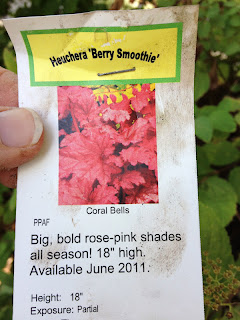 Heuchera 'Berry Smoothie'
Coral Bells
PPAF
Big, bold rose-pink shades
all season! 18" high.
Available June 2011.
Height: 18"
Exposure: Partial